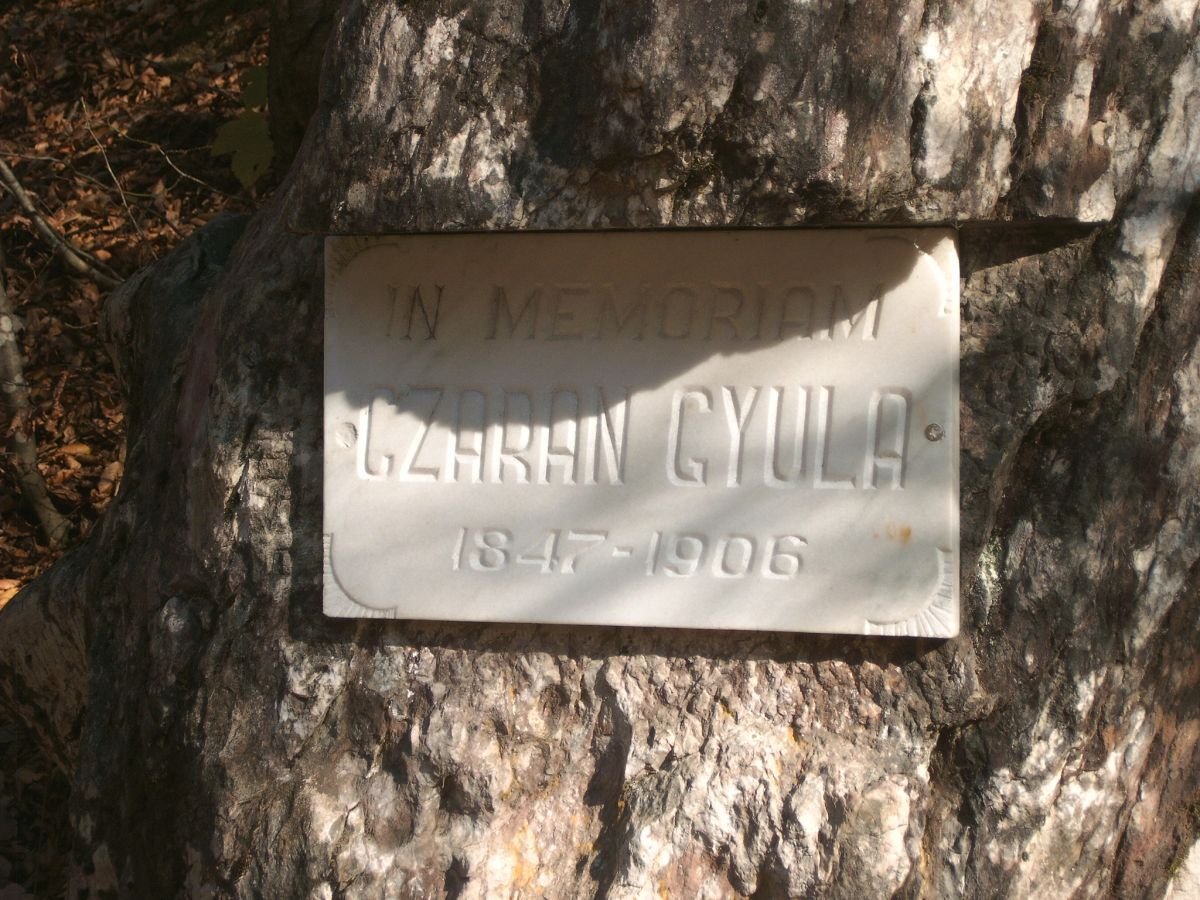 IN MEMORIAM
CZARAN GYULA
1847-1906